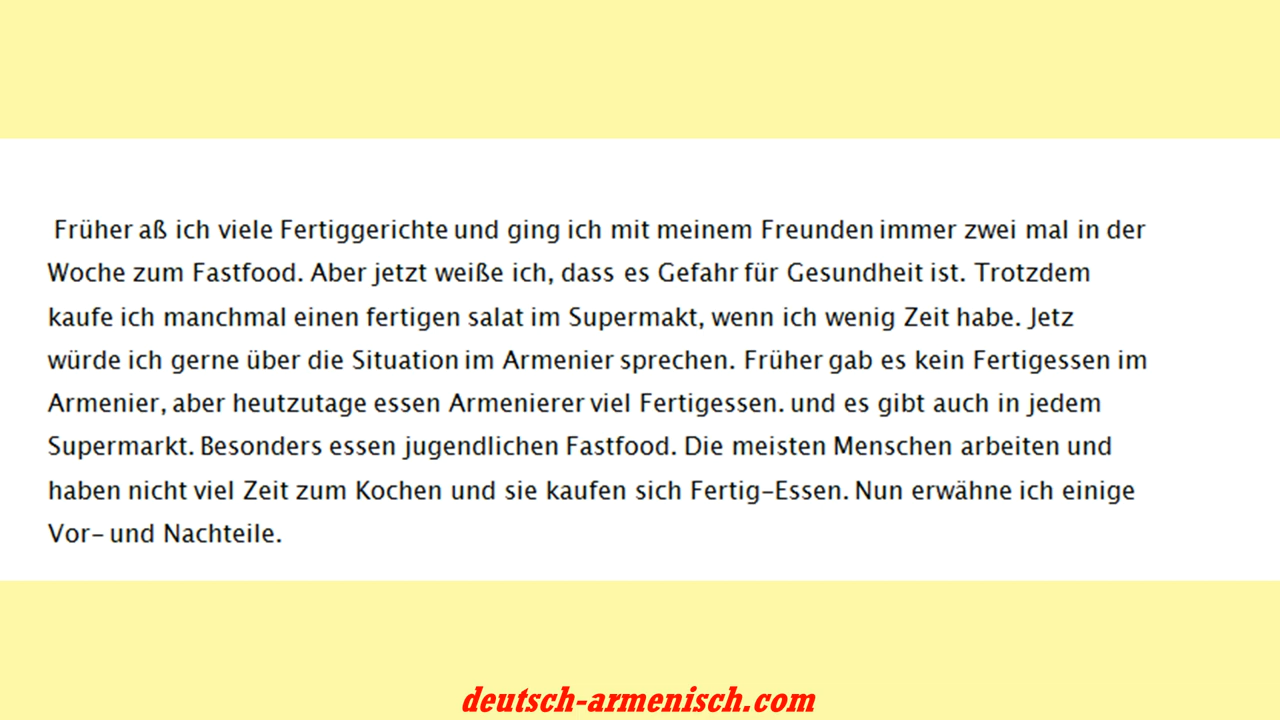 Früher aß ich viele Fertiggerichte und ging ich mit meinem Freunden immer zwei mal in der
Woche zum Fastfood. Aber jetzt weiße ich, dass es Gefahr für Gesundheit ist. Trotzdem
kaufe ich manchmal einen fertigen salat im Supermakt, wenn ich wenig Zeit habe. Jetz
würde ich gerne über die Situation im Armenier sprechen. Früher gab es kein Fertigessen im
Armenier, aber heutzutage essen Armenierer viel Fertigessen. und es gibt auch in jedem
Supermarkt. Besonders essen jugendlichen Fastfood. Die meisten Menschen arbeiten und
haben nicht viel Zeit zum Kochen und sie kaufen sich Fertig-Essen. Nun erwähne ich einige
Vor- und Nachteile.
deutsch-armenisch.com